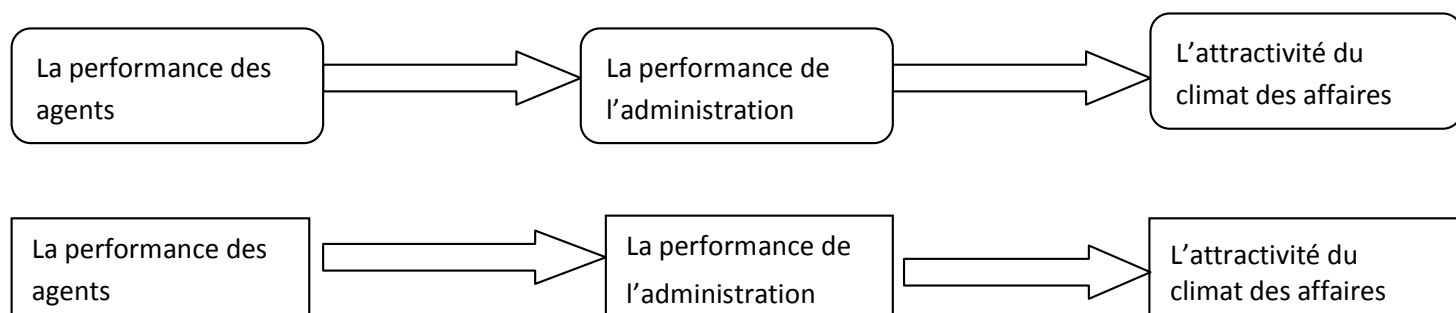 La performance des
agents
La performance de
l’administration
L’attractivité du
climat des affaires
La performance des
agents
La performance de
l’administration
L’attractivité du
climat des affaires